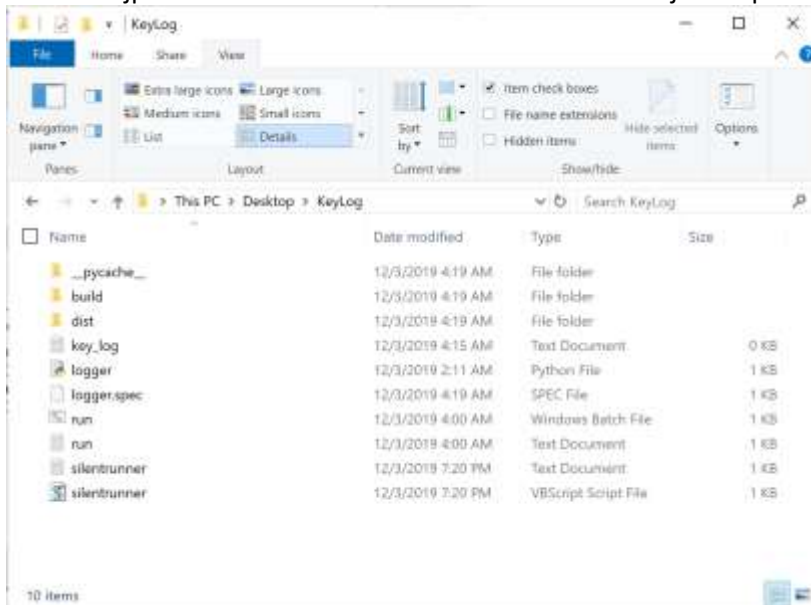 KeyLog
File Home Share View
Navigation pane
Extra large icons Large icons
Medium icons Small icons
List Details
Sort by
Item check boxes
File name extensions
Hidden items
Hide selected items
Options
Panes Layout Current view Show/hide
This PC > Desktop > KeyLog Search KeyLog
Name Date modified Type Size
__pycache__ 12/3/2019 4:19 AM File folder
build 12/3/2019 4:19 AM File folder
dist 12/3/2019 4:19 AM File folder
key_log 12/3/2019 4:15 AM Text Document 0 KB
logger 12/3/2019 2:11 AM Python File 1 KB
logger.spec 12/3/2019 4:19 AM SPEC File 1 KB
run 12/3/2019 4:00 AM Windows Batch File 1 KB
run 12/3/2019 4:00 AM Text Document 1 KB
silentrunner 12/3/2019 7:20 PM Text Document 1 KB
silentrunner 12/3/2019 7:20 PM VBScript Script File 1 KB
10 items